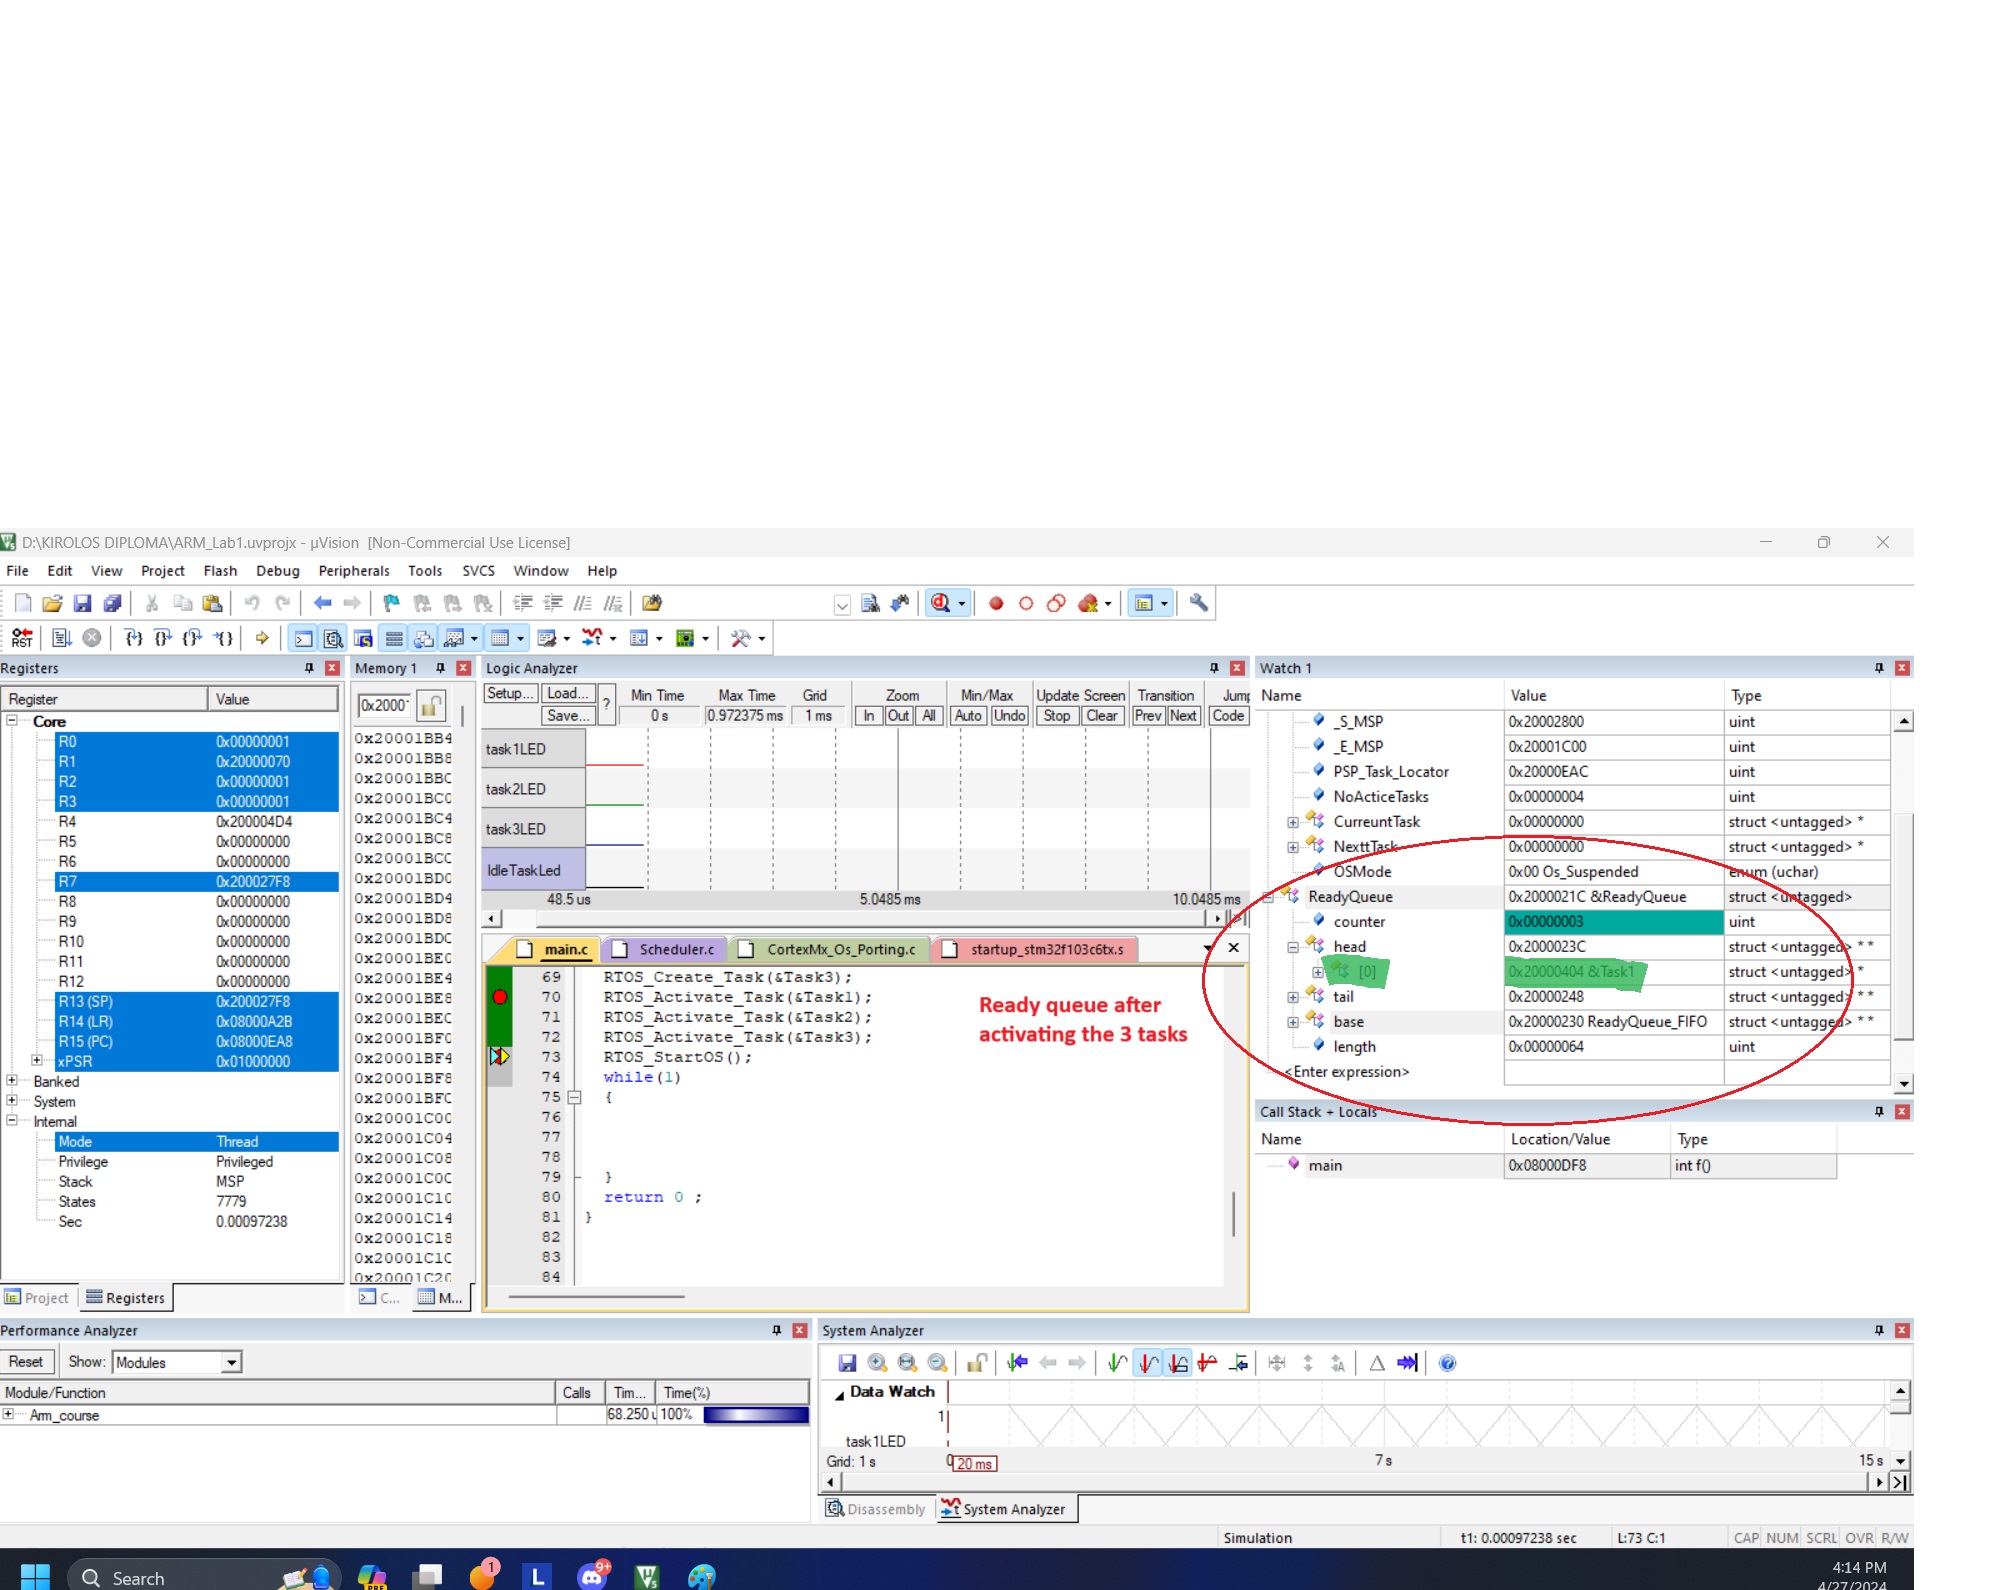 D:\KIROLOS DIPLOMA\ARM_Lab1.uvprojx - µVision [Non-Commercial Use License]
File Edit View Project Flash Debug Peripherals Tools SVCS Window Help
Registers
Register Value
Core
R0 0x00000001
R1 0x20000070
R2 0x00000001
R3 0x00000001
R4 0x200004D4
R5 0x00000000
R6 0x00000000
R7 0x200027F8
R8 0x00000000
R9 0x00000000
R10 0x00000000
R11 0x00000000
R12 0x00000000
R13 (SP) 0x200027F8
R14 (LR) 0x08000A2B
R15 (PC) 0x08000EA8
xPSR 0x01000000
Banked
System
Internal
Mode Thread
Privilege Privileged
Stack MSP
States 7779
Sec 0.00097238
Project Registers
Memory 1
0x2000
0x20001BB4
0x20001BB8
0x20001BBC
0x20001BC0
0x20001BC4
0x20001BC8
0x20001BCC
0x20001BD0
0x20001BD4
0x20001BD8
0x20001BDC
0x20001BE0
0x20001BE4
0x20001BE8
0x20001BEC
0x20001BF0
0x20001BF4
0x20001BF8
0x20001BFC
0x20001C00
0x20001C04
0x20001C08
0x20001C0C
0x20001C10
0x20001C14
0x20001C18
0x20001C1C
0x20001C20
C... M...
Logic Analyzer
Setup... Load... Save... ? Min Time Max Time Grid Zoom Min/Max Update Screen Transition Jump
0 s 0.972375 ms 1 ms In Out All Auto Undo Stop Clear Prev Next Code
task1LED
task2LED
task3LED
IdleTaskLed
48.5 us 5.0485 ms 10.0485 ms
main.c Scheduler.c CortexMx_Os_Porting.c startup_stm32f103c6tx.s
69 RTOS_Create_Task(&Task3);
70 RTOS_Activate_Task(&Task1);
71 RTOS_Activate_Task(&Task2);
72 RTOS_Activate_Task(&Task3);
73 RTOS_StartOS();
74 while(1)
75 {
76
77
78
79 }
80 return 0 ;
81 }
82
83
84
Ready queue after
activating the 3 tasks
Watch 1
Name Value Type
_S_MSP 0x20002800 uint
_E_MSP 0x20001C00 uint
PSP_Task_Locator 0x20000EAC uint
NoActiceTasks 0x00000004 uint
CurreuntTask 0x00000000 struct <untagged> *
NexttTask 0x00000000 struct <untagged> *
OSMode 0x00 Os_Suspended enum (uchar)
ReadyQueue 0x2000021C &ReadyQueue struct <untagged>
counter 0x00000003 uint
head 0x2000023C struct <untagged> * *
[0] 0x20000404 &Task1 struct <untagged> *
tail 0x20000248 struct <untagged> * *
base 0x20000230 ReadyQueue_FIFO struct <untagged> * *
length 0x00000064 uint
<Enter expression>
Call Stack + Locals
Name Location/Value Type
main 0x08000DF8 int f()
Performance Analyzer
Reset Show: Modules
Module/Function Calls Tim... Time(%)
Arm_course 68.250 u 100%
System Analyzer
Data Watch
1
task1LED
Grid: 1 s 0 20 ms 7 s 15 s
Disassembly System Analyzer
Simulation t1: 0.00097238 sec L:73 C:1 CAP NUM SCRL OVR R/W
Search PRE 1 L 9+ 4:14 PM
4/27/2024